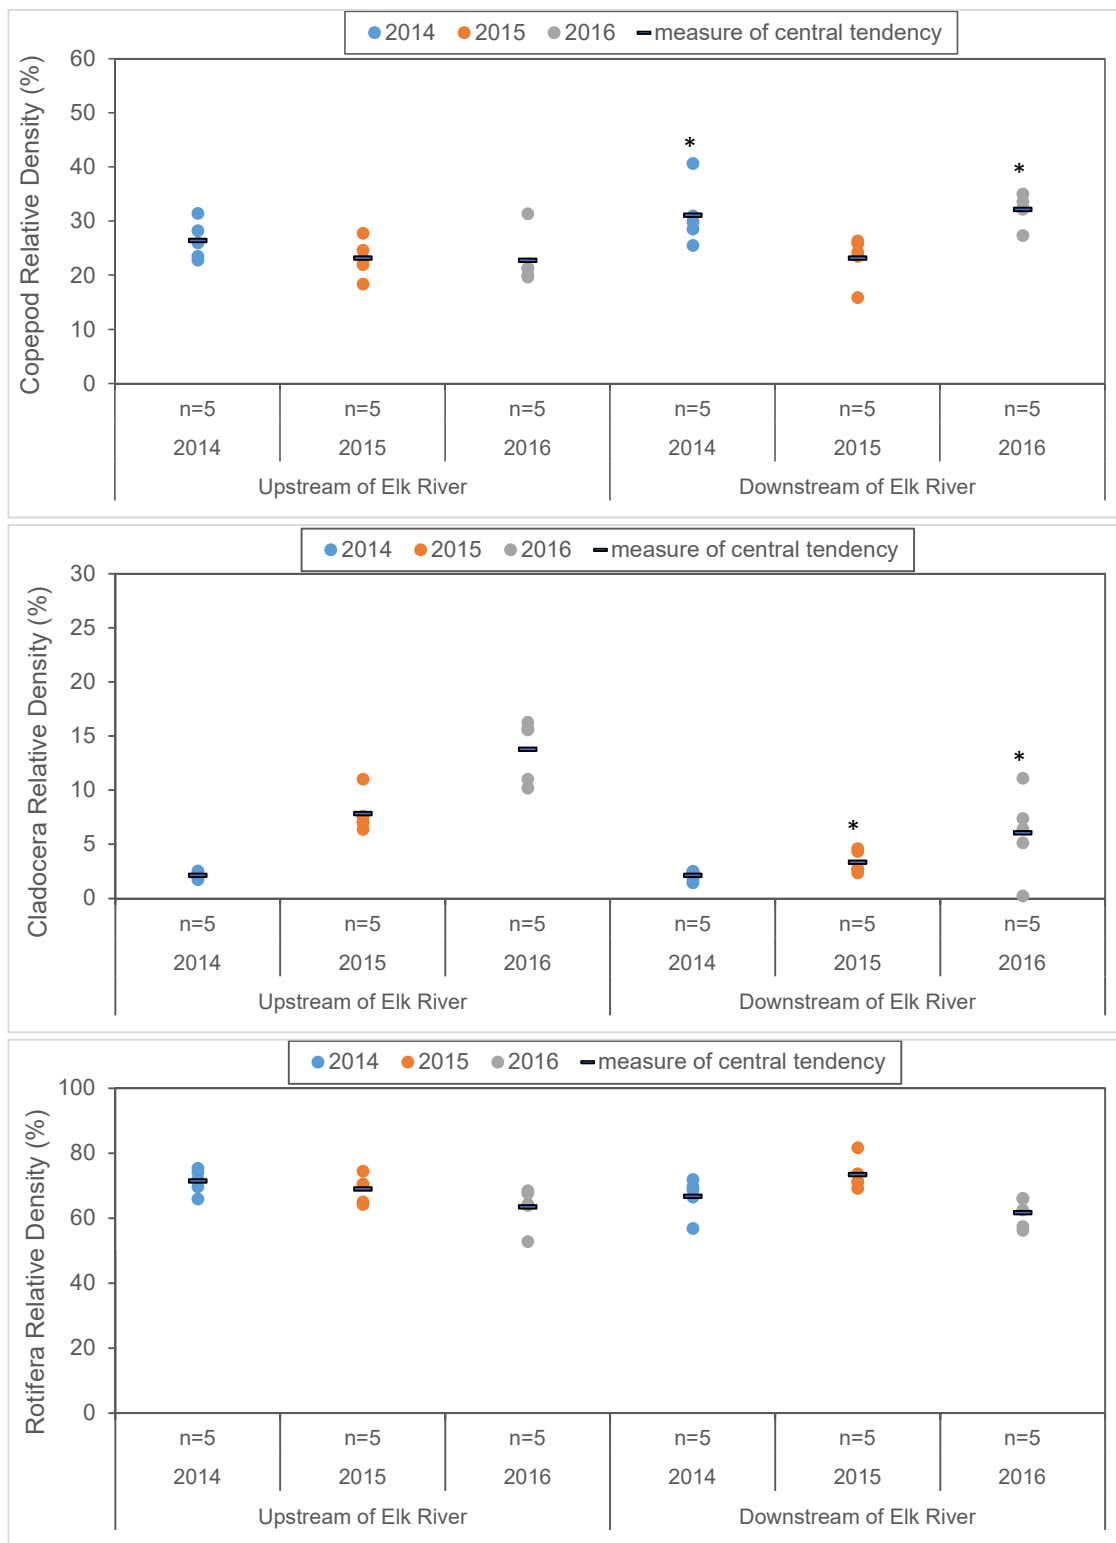 2014 2015 2016 measure of central tendency
Copepod Relative Density (%)
60
50
40
30
20
10
0
*
*
n=5 n=5 n=5 n=5 n=5 n=5
2014 2015 2016 2014 2015 2016
Upstream of Elk River Downstream of Elk River
2014 2015 2016 measure of central tendency
Cladocera Relative Density (%)
30
25
20
15
10
5
0
*
*
n=5 n=5 n=5 n=5 n=5 n=5
2014 2015 2016 2014 2015 2016
Upstream of Elk River Downstream of Elk River
2014 2015 2016 measure of central tendency
Rotifera Relative Density (%)
100
80
60
40
20
0
n=5 n=5 n=5 n=5 n=5 n=5
2014 2015 2016 2014 2015 2016
Upstream of Elk River Downstream of Elk River